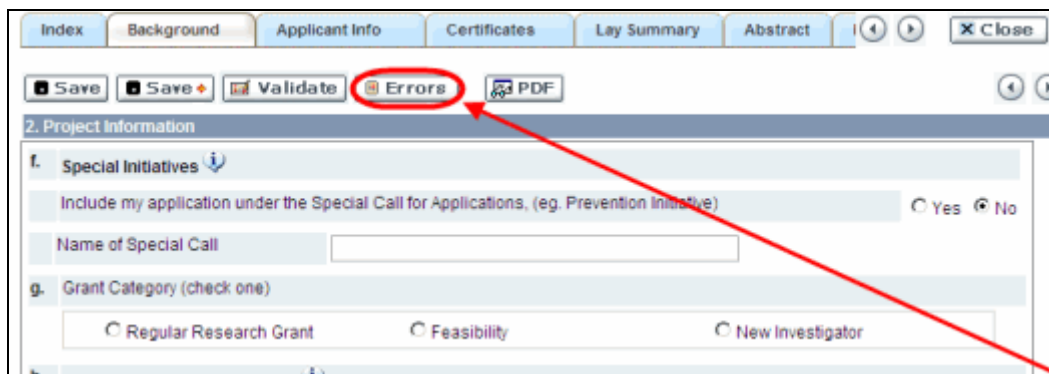 Index Background Applicant Info Certificates Lay Summary Abstract Close
Save Save Validate Errors PDF
2. Project Information
f. Special Initiatives
Include my application under the Special Call for Applications, (eg. Prevention Initiative) Yes No
Name of Special Call
g. Grant Category (check one)
Regular Research Grant Feasibility New Investigator